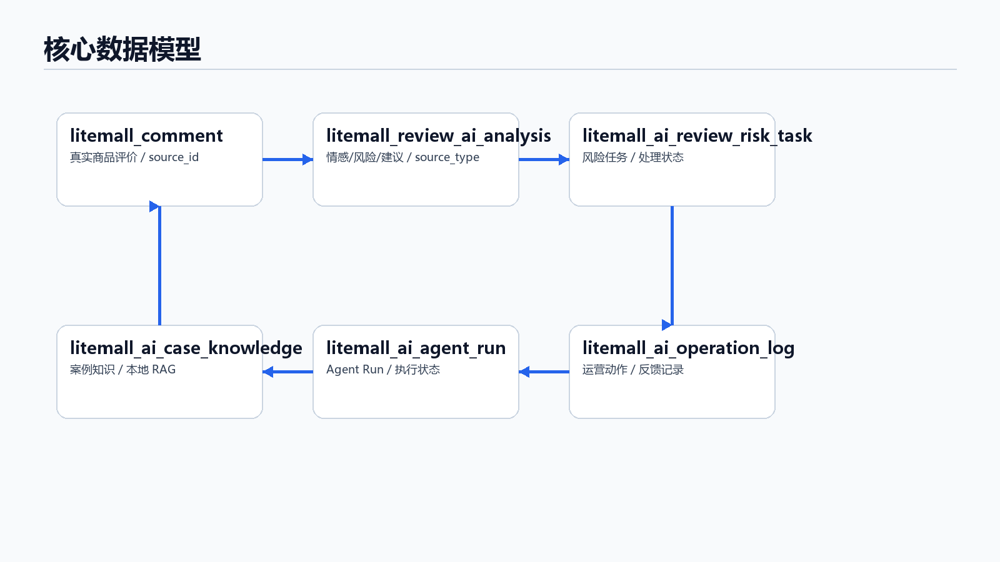 核心数据模型
litemall_comment
真实商品评价 / source_id
litemall_review_ai_analysis
情感/风险/建议 / source_type
litemall_ai_review_risk_task
风险任务 / 处理状态
litemall_ai_case_knowledge
案例知识 / 本地 RAG
litemall_ai_agent_run
Agent Run / 执行状态
litemall_ai_operation_log
运营动作 / 反馈记录